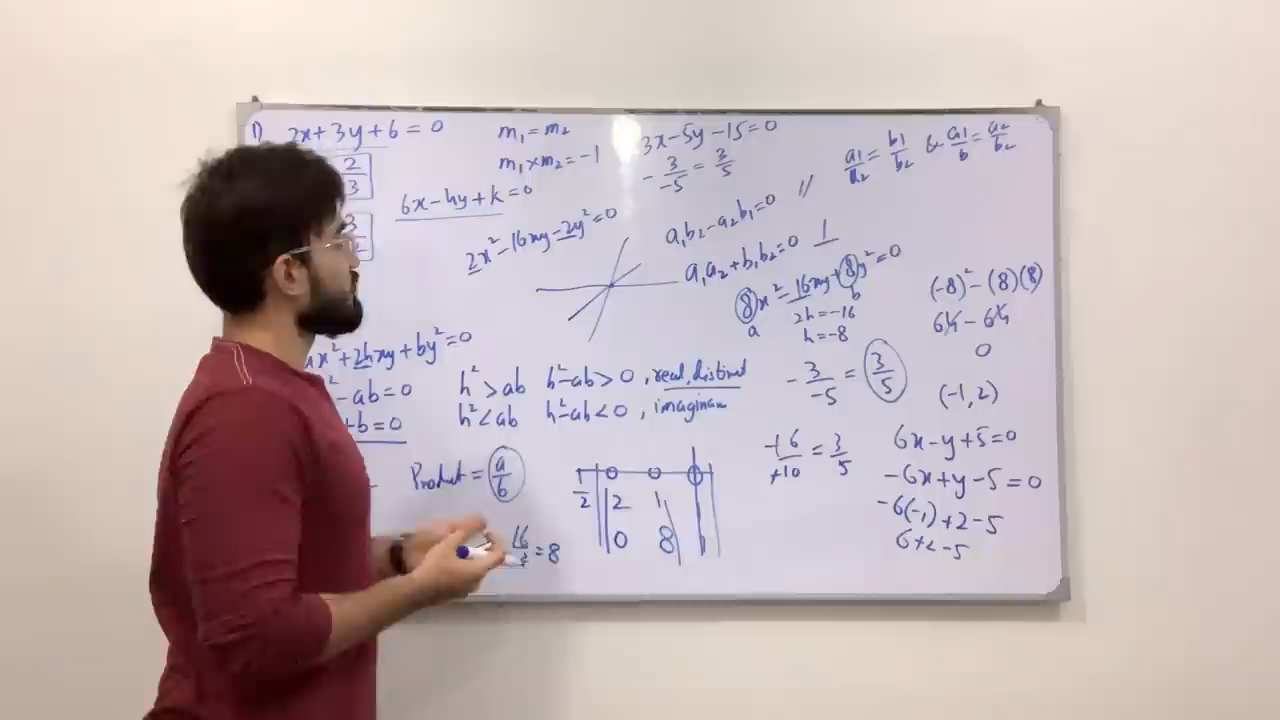 1) 2x+3y+6=0
2/3
6x-hy+k=0
2x²-16xy-2y²=0
ax²+2hxy+by²=0
-ab=0
+b=0
m₁=m₂
m₁×m₂=-1
h²>ab h²-ab>0, real, distinct
h²<ab h²-ab<0,
Product = a/b
16/2=8
3x-5y-15=0
-3/-5=3/5
a₁b₂-a₂b₁=0 //
a₁a₂+b₁b₂=0 ⊥
2 1
0 8
8x²-16xy+8y²=0
a b
2h=-16
h=-8
-3/-5=3/5
+6/+10=3/5
a₁/a₂=b₁/b₂ &
(-8)²-(8)(8)
64-64
0
(-1,2)
6x-y+5=0
-6x+y-5=0
-6(-1)+2-5
6+2-5